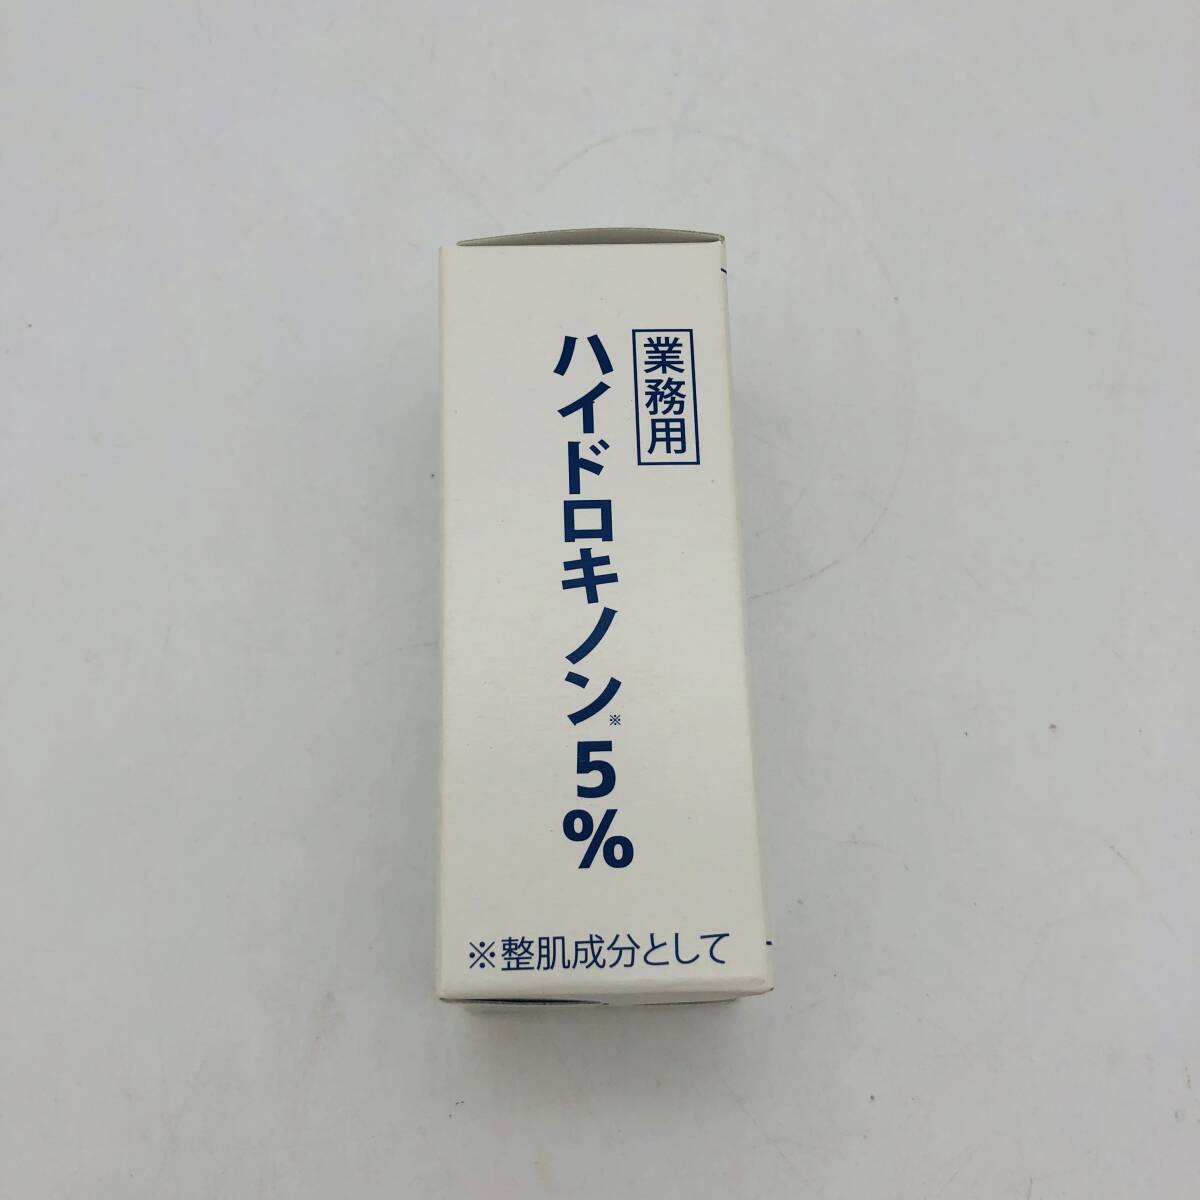 業務用
ハイドロキノン※5%
※整肌成分として